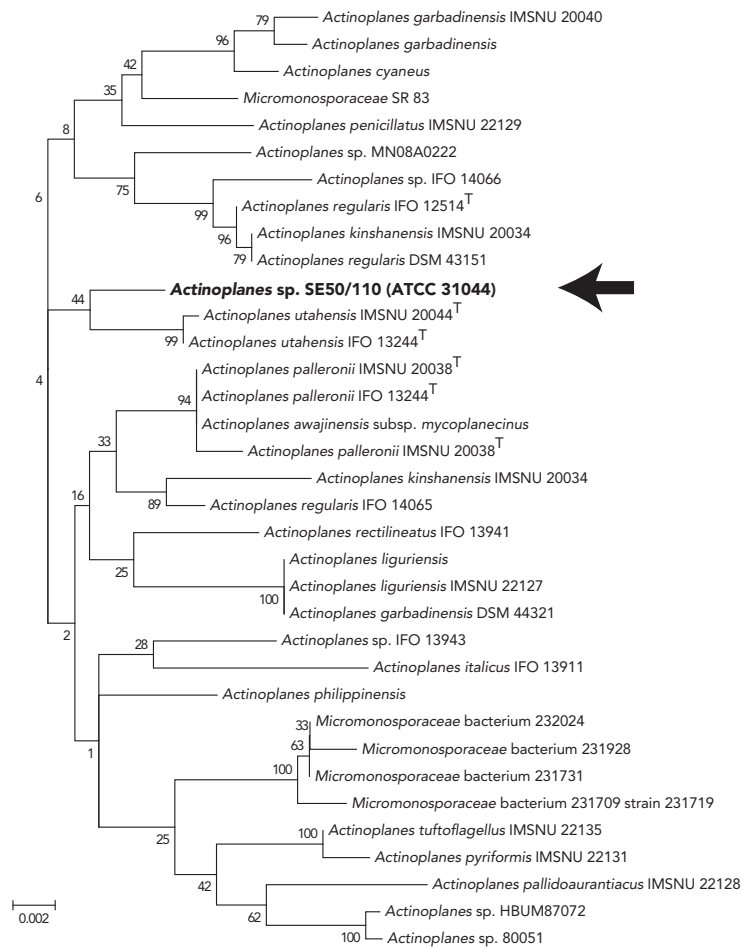 79
Actinoplanes garbadinensis IMSNU 20040
96
Actinoplanes garbadinensis
42
Actinoplanes cyaneus
35
Micromonosporaceae SR 83
8
Actinoplanes penicillatus IMSNU 22129
Actinoplanes sp. MN08A0222
75
Actinoplanes sp. IFO 14066
6
99
Actinoplanes regularis IFO 12514T
96
Actinoplanes kinshanensis IMSNU 20034
79
Actinoplanes regularis DSM 43151
44
Actinoplanes sp. SE50/110 (ATCC 31044)
Actinoplanes utahensis IMSNU 20044T
99
Actinoplanes utahensis IFO 13244T
4
Actinoplanes palleronii IMSNU 20038T
94
Actinoplanes palleronii IFO 13244T
33
Actinoplanes awajinensis subsp. mycoplanecinus
Actinoplanes palleronii IMSNU 20038T
16
Actinoplanes kinshanensis IMSNU 20034
89
Actinoplanes regularis IFO 14065
Actinoplanes rectilineatus IFO 13941
25
Actinoplanes liguriensis
100
Actinoplanes liguriensis IMSNU 22127
Actinoplanes garbadinensis DSM 44321
2
28
Actinoplanes sp. IFO 13943
Actinoplanes italicus IFO 13911
Actinoplanes philippinensis
1
33
Micromonosporaceae bacterium 232024
63
Micromonosporaceae bacterium 231928
100
Micromonosporaceae bacterium 231731
Micromonosporaceae bacterium 231709 strain 231719
25
100
Actinoplanes tuftoflagellus IMSNU 22135
Actinoplanes pyriformis IMSNU 22131
42
Actinoplanes pallidoaurantiacus IMSNU 22128
62
Actinoplanes sp. HBUM87072
100
Actinoplanes sp. 80051
0.002